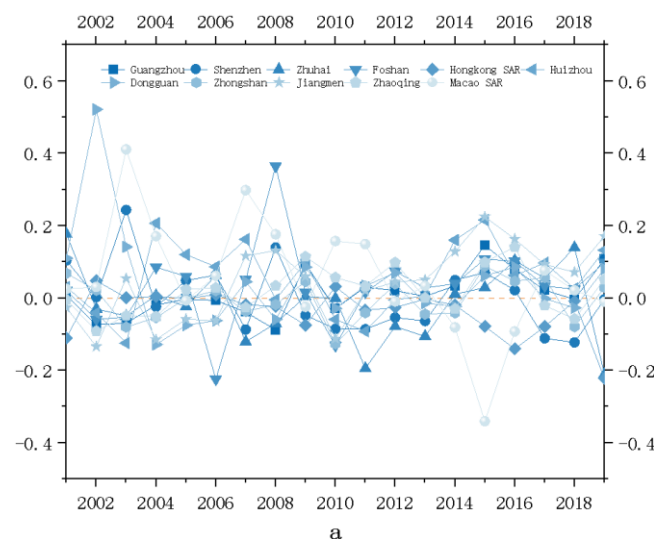 2002 2004 2006 2008 2010 2012 2014 2016 2018
Guangzhou Shenzhen Zhuhai Foshan Hongkong SAR Huizhou
Dongguan Zhongshan Jiangmen Zhaoqing Macao SAR
0.6 0.6
0.4 0.4
0.2 0.2
0.0 0.0
-0.2 -0.2
-0.4 -0.4
2002 2004 2006 2008 2010 2012 2014 2016 2018
a